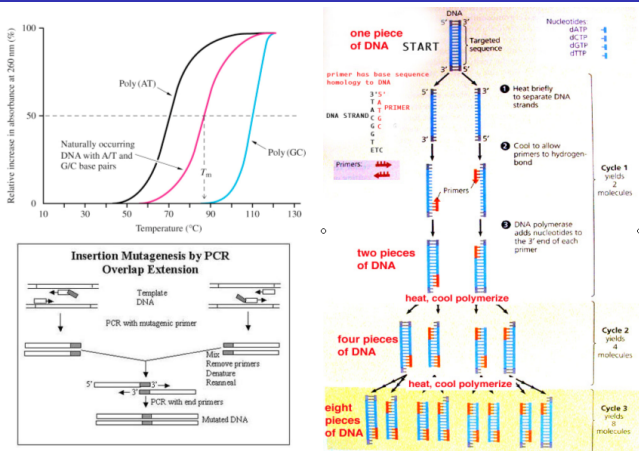 Relative increase in absorbance at 260 nm (%)
100
50
0
Poly (AT)
Naturally occurring
DNA with A/T and
G/C base pairs
Tm
Poly (GC)
10 30 50 70 90 110 130
Temperature (°C)
Insertion Mutagenesis by PCR
Overlap Extension
Template
DNA
PCR with mutagenic primer
Mix
Remove primers
Denature
Reanneal
5' 3'
3'
PCR with end primers
Mutated DNA
DNA
5' 3'
one piece
of DNA
START
Targeted
sequence
3' 5'
Nucleotides
dATP
dCTP
dGTP
dTTP
primer has base sequence
homology to DNA
3'5'
T A
A T PRIMER
C G
G C
G
T
ETC
DNA STRAND
Primers:
5' 3'
3' 5'
1 Heat briefly
to separate DNA
strands
2 Cool to allow
primers to hydrogen-
bond
Primers
3 DNA polymerase
adds nucleotides to
the 3' end of each
primer
Cycle 1
yields
2
molecules
two pieces
of DNA
heat, cool polymerize
four pieces
of DNA
Cycle 2
yields
4
molecules
heat, cool polymerize
eight
pieces
of DNA
Cycle 3
yields
8
molecules